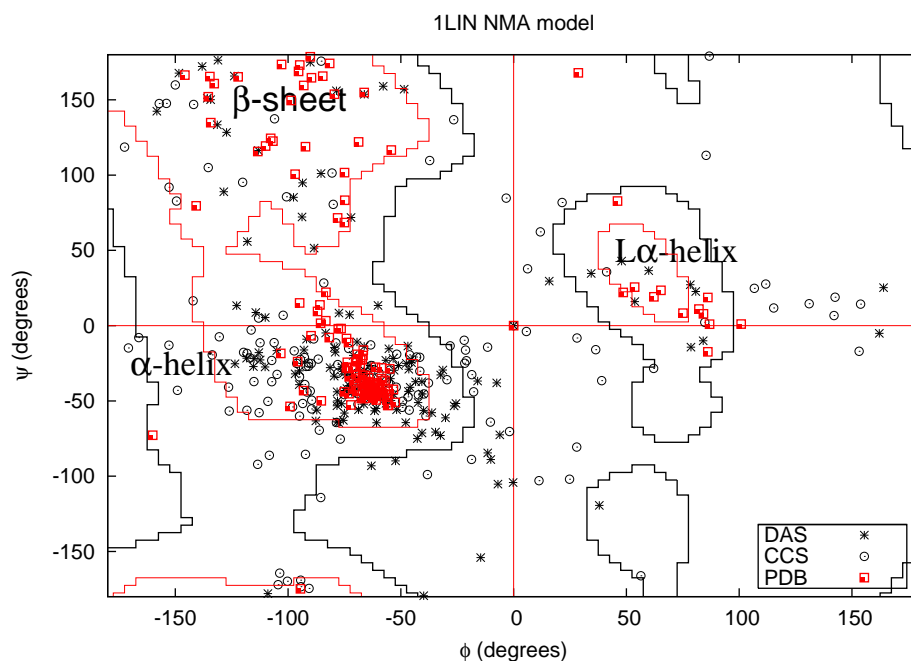 1LIN NMA model
ψ (degrees)
150
100
50
0
-50
-100
-150
β-sheet
Lα-helix
α-helix
DAS
CCS
PDB
-150
-100
-50
0
50
100
150
ϕ (degrees)